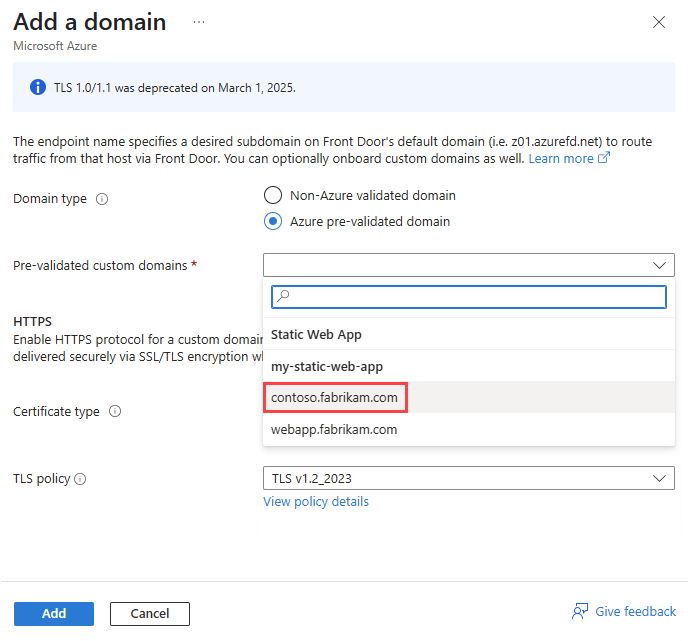 Add a domain ...
Microsoft Azure
TLS 1.0/1.1 was deprecated on March 1, 2025.
The endpoint name specifies a desired subdomain on Front Door's default domain (i.e. z01.azurefd.net) to route
traffic from that host via Front Door. You can optionally onboard custom domains as well. Learn more
Domain type
Non-Azure validated domain
Azure pre-validated domain
Pre-validated custom domains *
HTTPS
Enable HTTPS protocol for a custom domain
delivered securely via SSL/TLS encryption
Static Web App
my-static-web-app
contoso.fabrikam.com
webapp.fabrikam.com
Certificate type
TLS policy
TLS v1.2_2023
View policy details
Add
Cancel
Give feedback